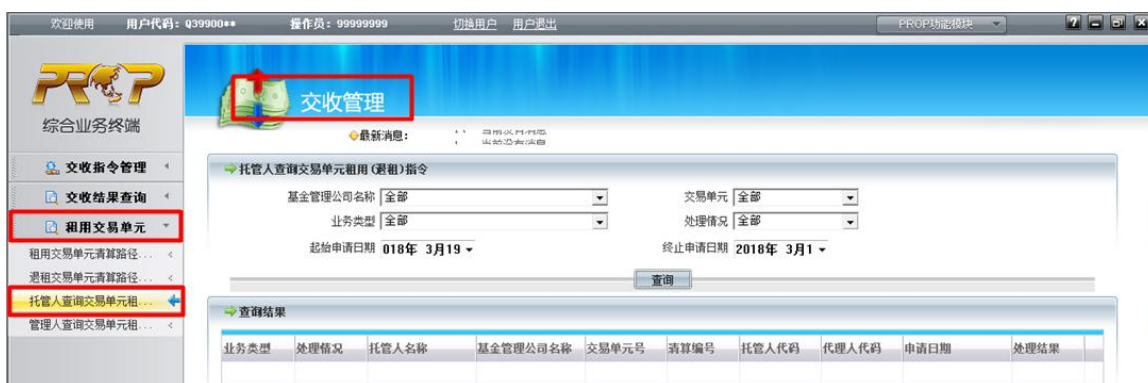 欢迎使用 用户代码：Q39900** 操作员：99999999 切换用户 用户退出 PROP功能模块
PROP
综合业务终端
交收管理
最新消息：
当前没有消息
交收指令管理
交收结果查询
租用交易单元
租用交易单元清算路径...
退租交易单元清算路径...
托管人查询交易单元租...
管理人查询交易单元租...
托管人查询交易单元租用(退租)指令
基金管理公司名称 全部 交易单元 全部
业务类型 全部 处理情况 全部
起始申请日期 018年 3月19 终止申请日期 2018年 3月1
查询
查询结果
业务类型 处理情况 托管人名称 基金管理公司名称 交易单元号 清算编号 托管人代码 代理人代码 申请日期 处理结果